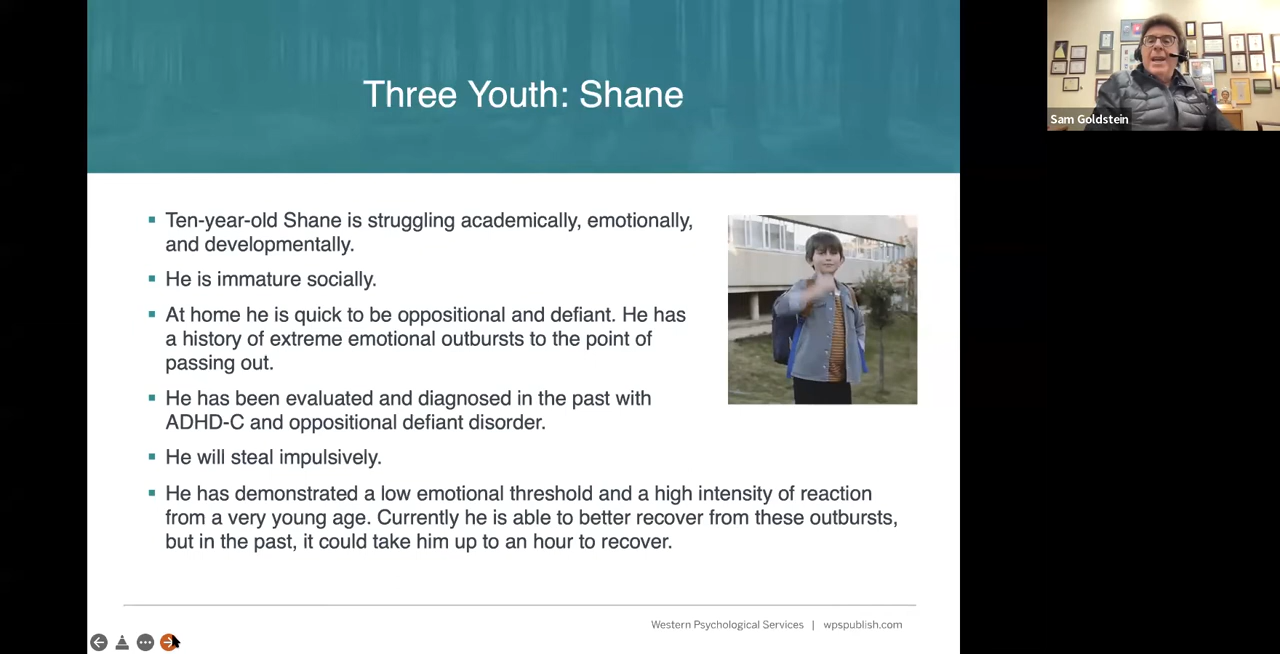 Three Youth: Shane
Sam Goldstein
▪ Ten-year-old Shane is struggling academically, emotionally,
and developmentally.
▪ He is immature socially.
▪ At home he is quick to be oppositional and defiant. He has
a history of extreme emotional outbursts to the point of
passing out.
▪ He has been evaluated and diagnosed in the past with
ADHD-C and oppositional defiant disorder.
▪ He will steal impulsively.
▪ He has demonstrated a low emotional threshold and a high intensity of reaction
from a very young age. Currently he is able to better recover from these outbursts,
but in the past, it could take him up to an hour to recover.
Western Psychological Services | wpspublish.com